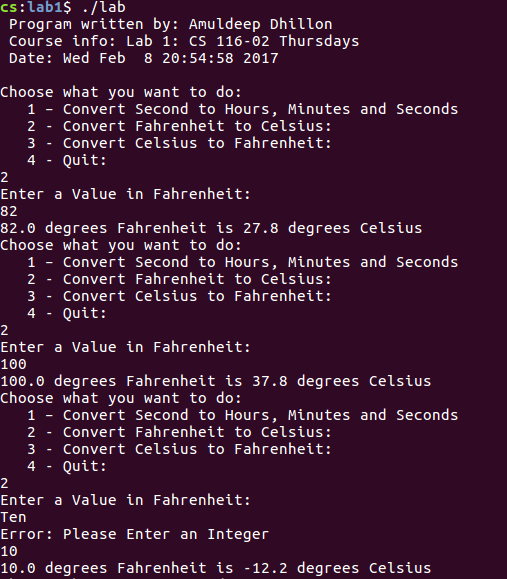 cs:lab1$ ./lab
Program written by: Amuldeep Dhillon
Course info: Lab 1: CS 116-02 Thursdays
Date: Wed Feb  8 20:54:58 2017
Choose what you want to do:
1 – Convert Second to Hours, Minutes and Seconds
2 - Convert Fahrenheit to Celsius:
3 - Convert Celsius to Fahrenheit:
4 - Quit:
2
Enter a Value in Fahrenheit:
82
82.0 degrees Fahrenheit is 27.8 degrees Celsius
Choose what you want to do:
1 – Convert Second to Hours, Minutes and Seconds
2 - Convert Fahrenheit to Celsius:
3 - Convert Celsius to Fahrenheit:
4 - Quit:
2
Enter a Value in Fahrenheit:
100
100.0 degrees Fahrenheit is 37.8 degrees Celsius
Choose what you want to do:
1 – Convert Second to Hours, Minutes and Seconds
2 - Convert Fahrenheit to Celsius:
3 - Convert Celsius to Fahrenheit:
4 - Quit:
2
Enter a Value in Fahrenheit:
Ten
Error: Please Enter an Integer
10
10.0 degrees Fahrenheit is -12.2 degrees Celsius